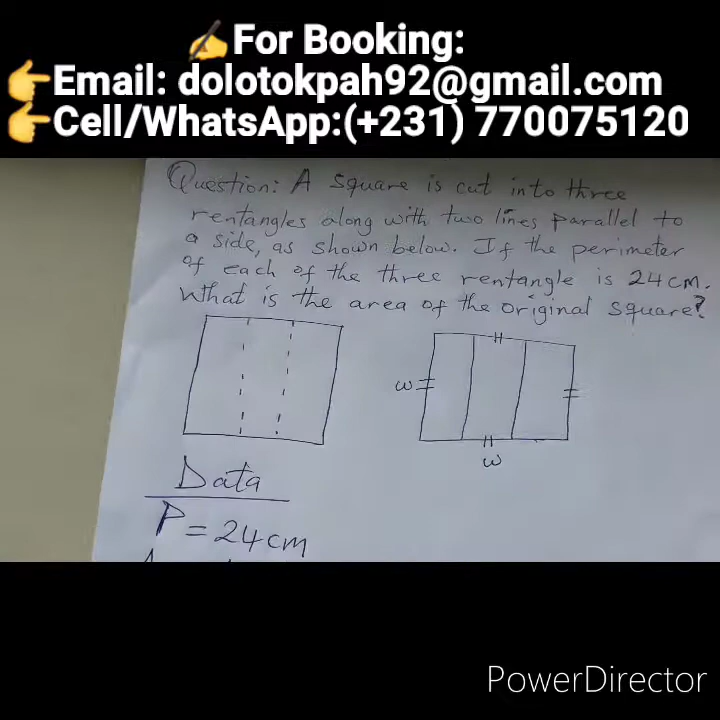 ✍️For Booking:
👉Email: dolotokpah92@gmail.com
👉Cell/WhatsApp:(+231) 770075120
Question: A square is cut into three
rentangles along with two lines parallel to
a side, as shown below. If the perimeter
of each of the three rentangle is 24cm.
What is the area of the original square?
w
w
Data
P = 24cm
PowerDirector